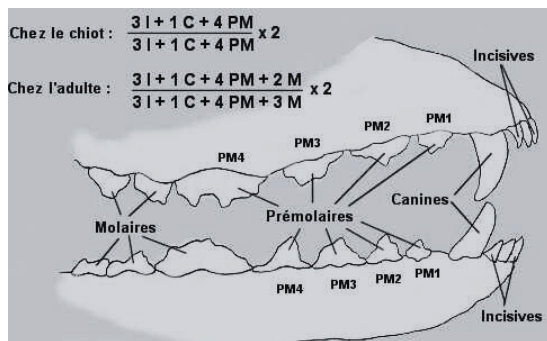 Chez le chiot : 3 I + 1 C + 4 PM
3 I + 1 C + 4 PM x 2
Chez l'adulte : 3 I + 1 C + 4 PM + 2 M
3 I + 1 C + 4 PM + 3 M x 2
Incisives
PM1
PM2
PM3
PM4
Canines
Prémolaires
Molaires
PM4
PM3
PM2
PM1
Incisives